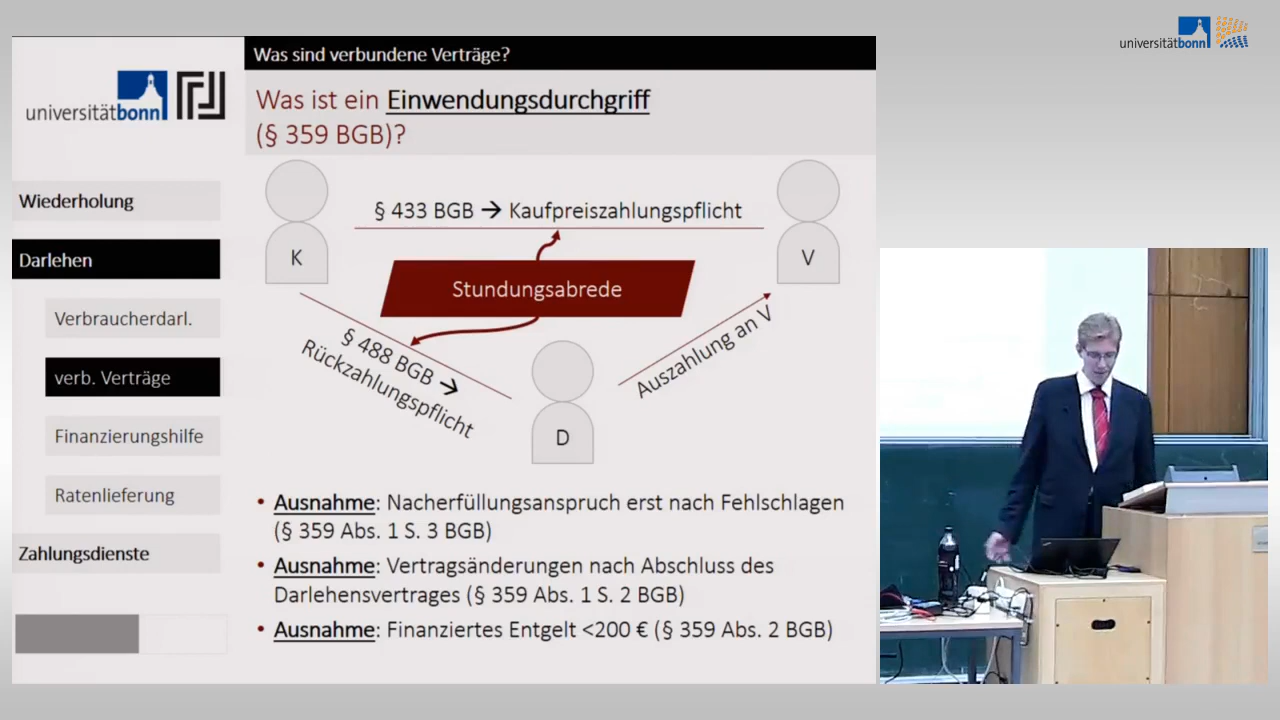 universitätbonn
Was sind verbundene Verträge?
universitätbonn
Was ist ein Einwendungsdurchgriff
(§ 359 BGB)?
Wiederholung
Darlehen
Verbraucherdarl.
verb. Verträge
Finanzierungshilfe
Ratenlieferung
Zahlungsdienste
§ 433 BGB → Kaufpreiszahlungspflicht
K
V
Stundungsabrede
§ 488 BGB →
Rückzahlungspflicht
Auszahlung an V
D
• Ausnahme: Nacherfüllungsanspruch erst nach Fehlschlagen
(§ 359 Abs. 1 S. 3 BGB)
• Ausnahme: Vertragsänderungen nach Abschluss des
Darlehensvertrages (§ 359 Abs. 1 S. 2 BGB)
• Ausnahme: Finanziertes Entgelt <200 € (§ 359 Abs. 2 BGB)